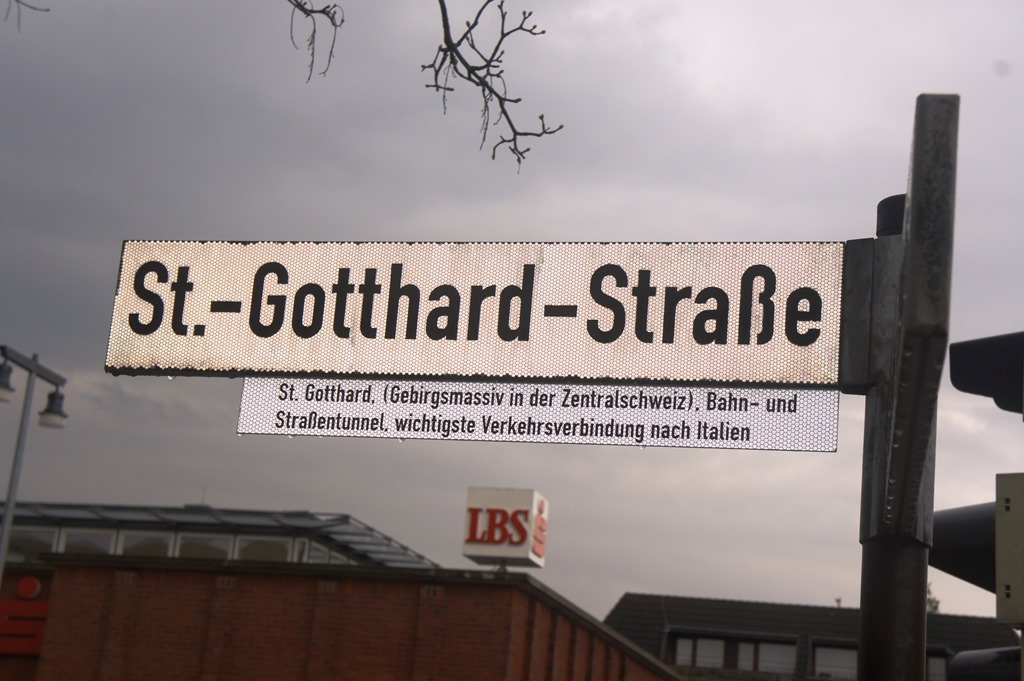 St.-Gotthard-Straße
St. Gotthard, (Gebirgsmassiv in der Zentralschweiz), Bahn- und
Straßentunnel, wichtigste Verkehrsverbindung nach Italien
LBS